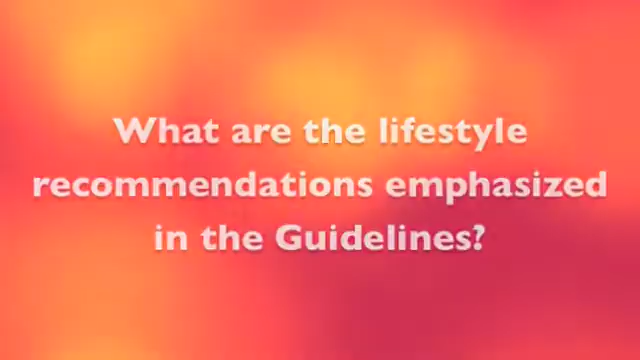 What are the lifestyle
recommendations emphasized
in the Guidelines?